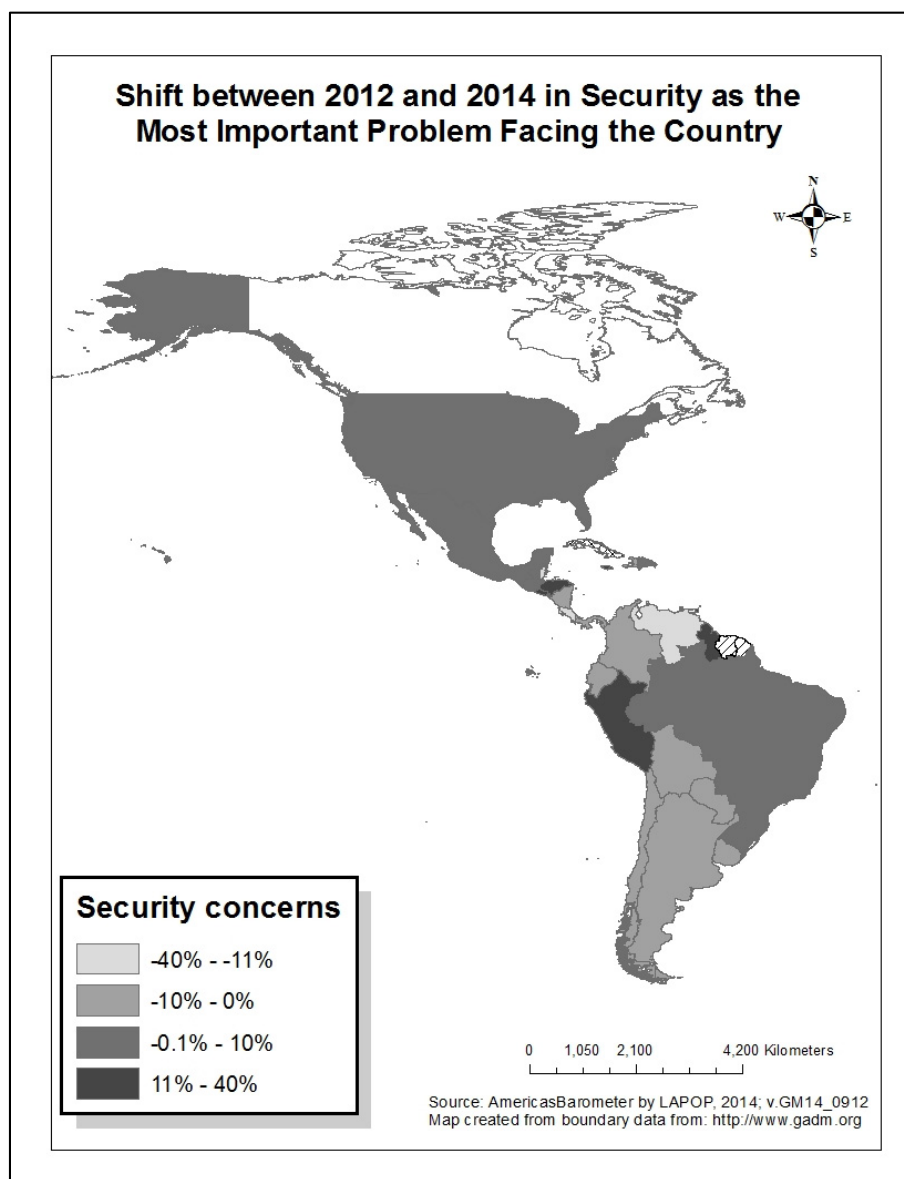 Shift between 2012 and 2014 in Security as the
Most Important Problem Facing the Country
N
W E
S
Security concerns
-40% - -11%
-10% - 0%
-0.1% - 10%
11% - 40%
0 1,050 2,100 4,200 Kilometers
Source: AmericasBarometer by LAPOP, 2014; v.GM14_0912
Map created from boundary data from: http://www.gadm.org